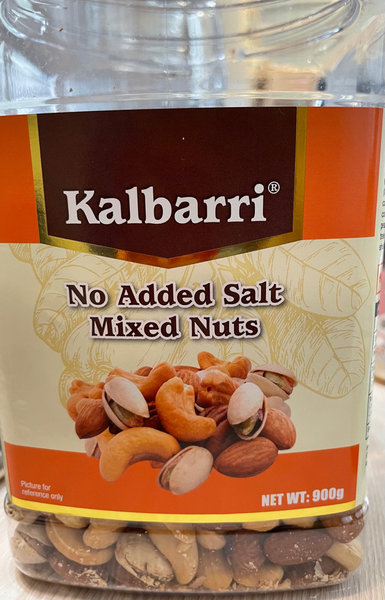 Kalbarri®
No Added Salt
Mixed Nuts
Picture for
reference only
NET WT: 900g